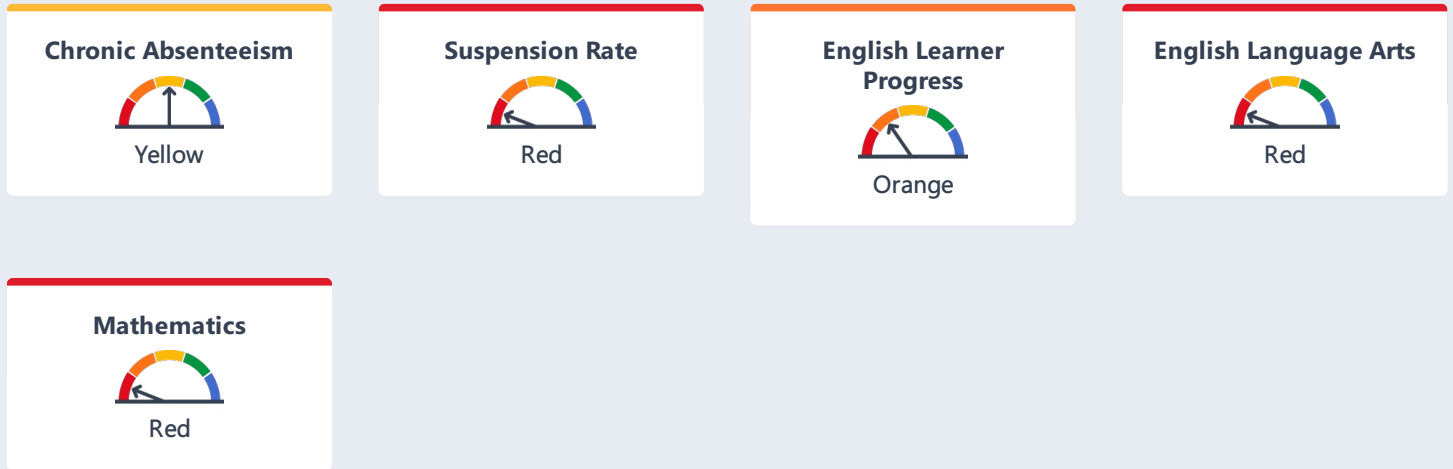 Chronic Absenteeism
Yellow
Suspension Rate
Red
English Learner
Progress
Orange
English Language Arts
Red
Mathematics
Red